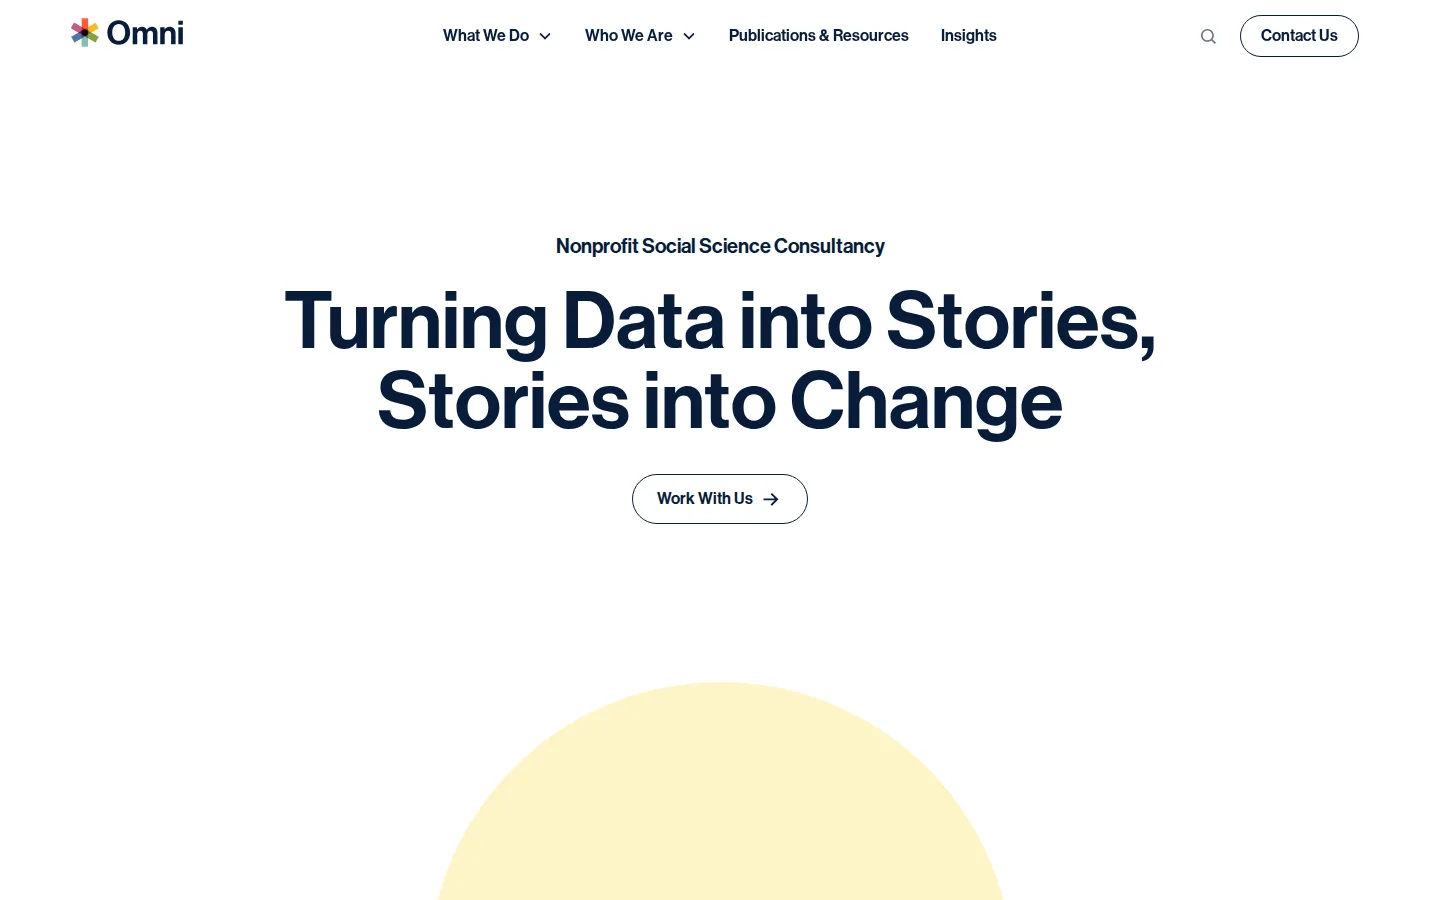 Omni
What We Do
Who We Are
Publications & Resources
Insights
Contact Us
Nonprofit Social Science Consultancy
Turning Data into Stories,
Stories into Change
Work With Us